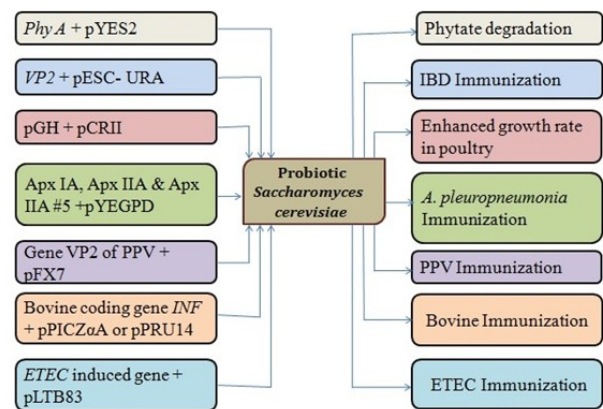 Phy A + pYES2
VP2 + pESC- URA
pGH + pCRII
Apx IA, Apx IIA & Apx
IIA #5 +pYEGPD
Gene VP2 of PPV +
pFX7
Bovine coding gene INF
+ pPICZαA or pPRU14
ETEC induced gene +
pLTB83
Probiotic
Saccharomyces
cerevisiae
Phytate degradation
IBD Immunization
Enhanced growth rate
in poultry
A. pleuropneumonia
Immunization
PPV Immunization
Bovine Immunization
ETEC Immunization